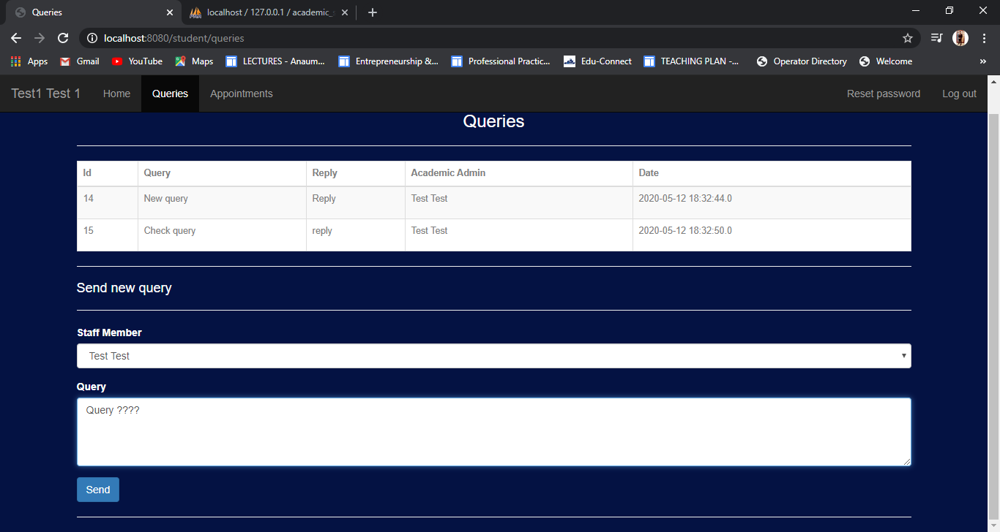 Queries
localhost / 127.0.0.1 / academic_s
localhost:8080/student/queries
Apps Gmail YouTube Maps LECTURES - Anaum... Entrepreneurship &... Professional Practic... Edu-Connect TEACHING PLAN -... Operator Directory Welcome »
Test1 Test 1 Home Queries Appointments Reset password Log out
Queries
Id Query Reply Academic Admin Date
14 New query Reply Test Test 2020-05-12 18:32:44.0
15 Check query reply Test Test 2020-05-12 18:32:50.0
Send new query
Staff Member
Test Test
Query
Query ????
Send